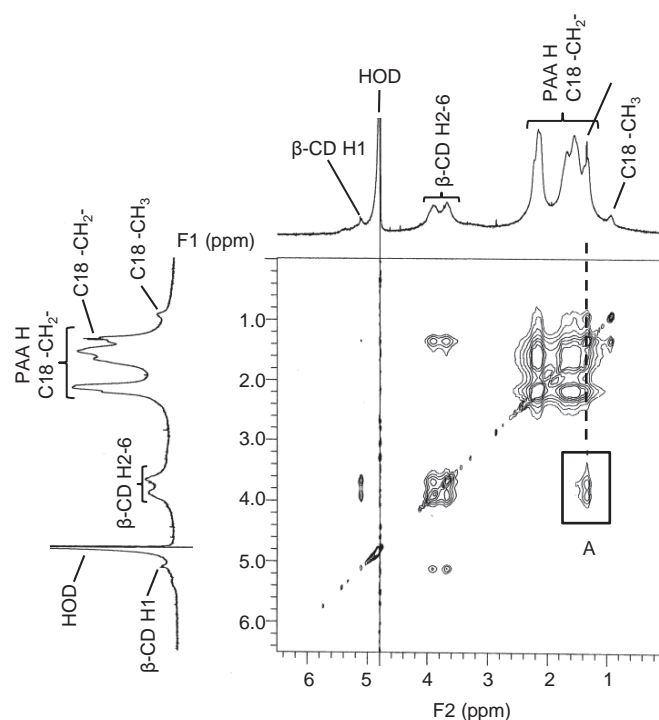 HOD
β-CD H1
β-CD H2-6
PAA H
C18 -CH2-
C18 -CH3
F1 (ppm)
C18 -CH3
C18 -CH2-
PAA H
C18 -CH2-
β-CD H2-6
HOD
β-CD H1
1.0
2.0
3.0
4.0
5.0
6.0
A
6 5 4 3 2 1
F2 (ppm)